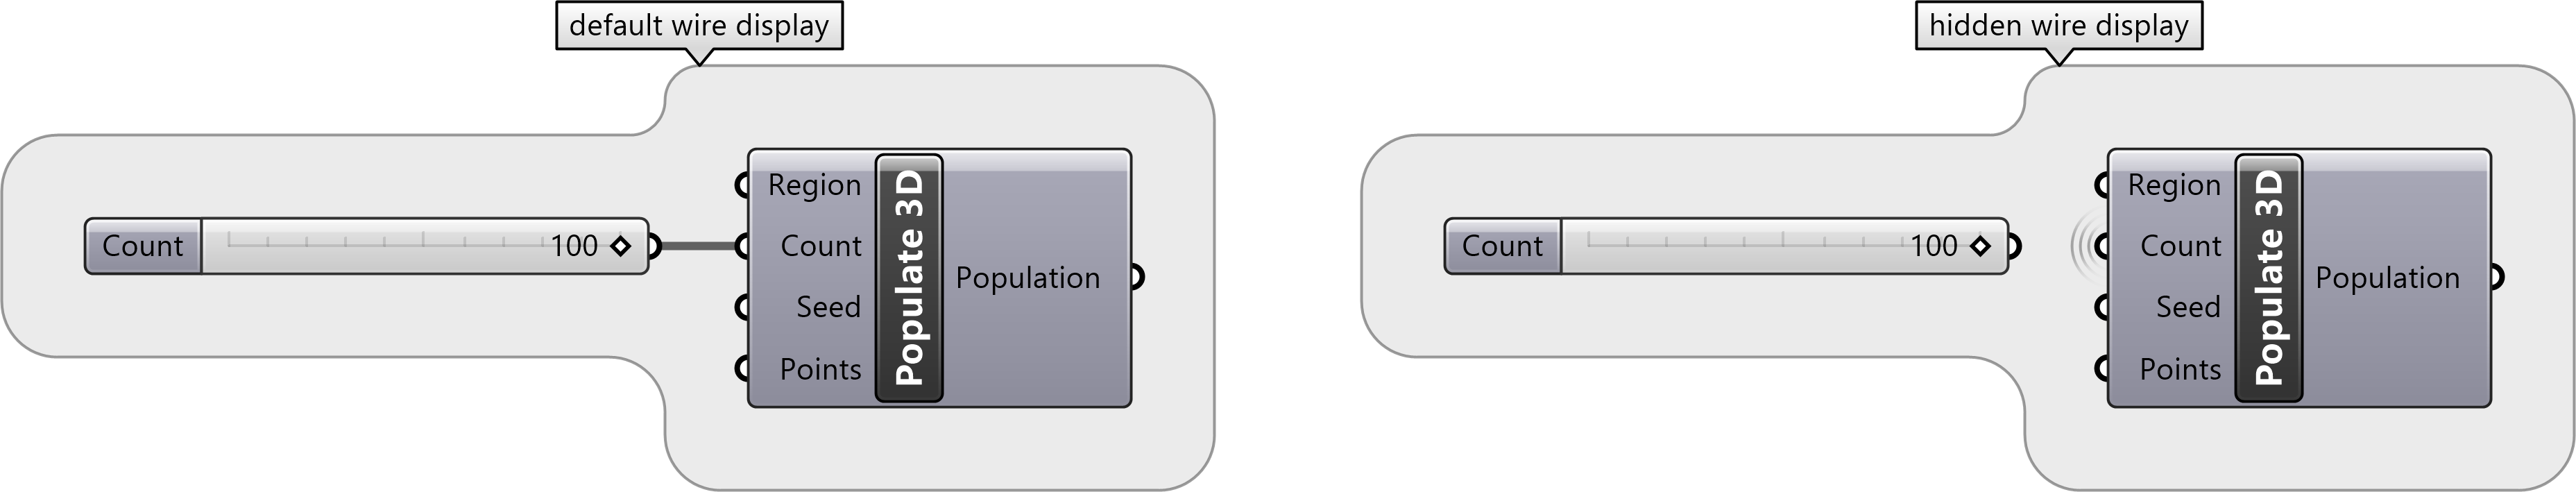 default wire display
Count
100
Region
Count
Seed
Points
Populate 3D
Population
hidden wire display
Count
100
Region
Count
Seed
Points
Populate 3D
Population